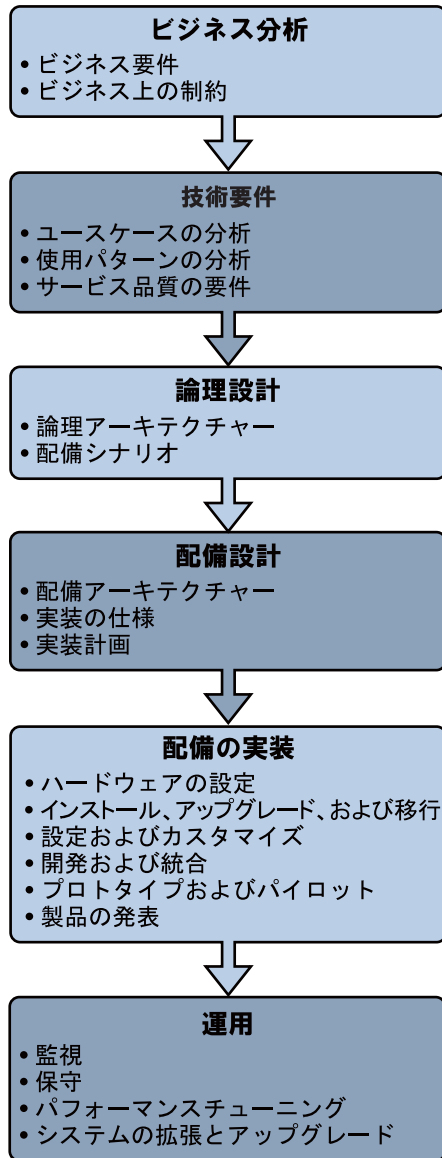 ビジネス分析
• ビジネス要件
• ビジネス上の制約
技術要件
• ユースケースの分析
• 使用パターンの分析
• サービス品質の要件
論理設計
• 論理アーキテクチャー
• 配備シナリオ
配備設計
• 配備アーキテクチャー
• 実装の仕様
• 実装計画
配備の実装
• ハードウェアの設定
• インストール、アップグレード、および移行
• 設定およびカスタマイズ
• 開発および統合
• プロトタイプおよびパイロット
• 製品の発表
運用
• 監視
• 保守
• パフォーマンスチューニング
• システムの拡張とアップグレード